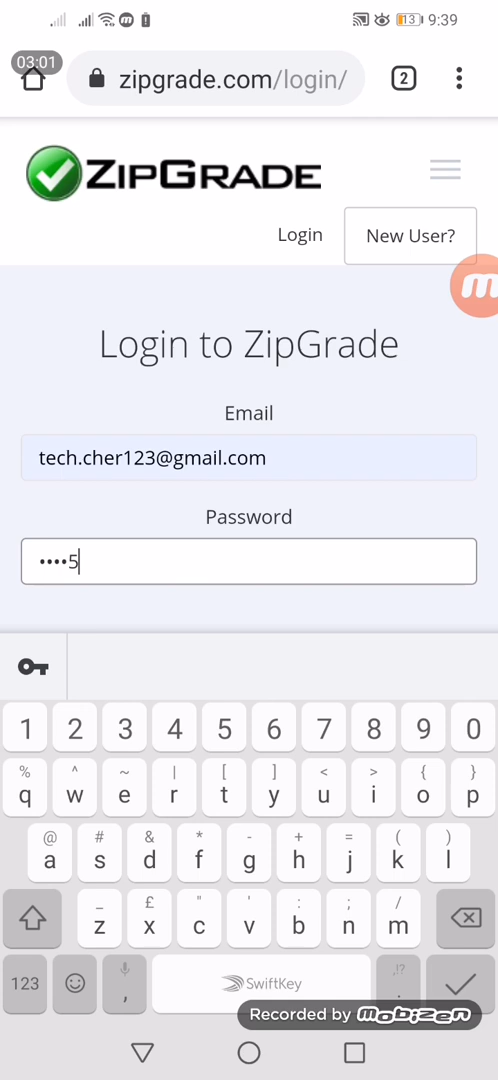 13 9:39
03:01
zipgrade.com/login/ 2
ZIPGRADE
Login New User?
Login to ZipGrade
Email
tech.cher123@gmail.com
Password
••••5
1 2 3 4 5 6 7 8 9 0
% ^ ~ | [ ] < > { }
q w e r t y u i o p
@ # & * - + = ( )
a s d f g h j k l
_ £ " ' : ; /
z x c v b n m
123 , SwiftKey ,!? .
Recorded by mobizen